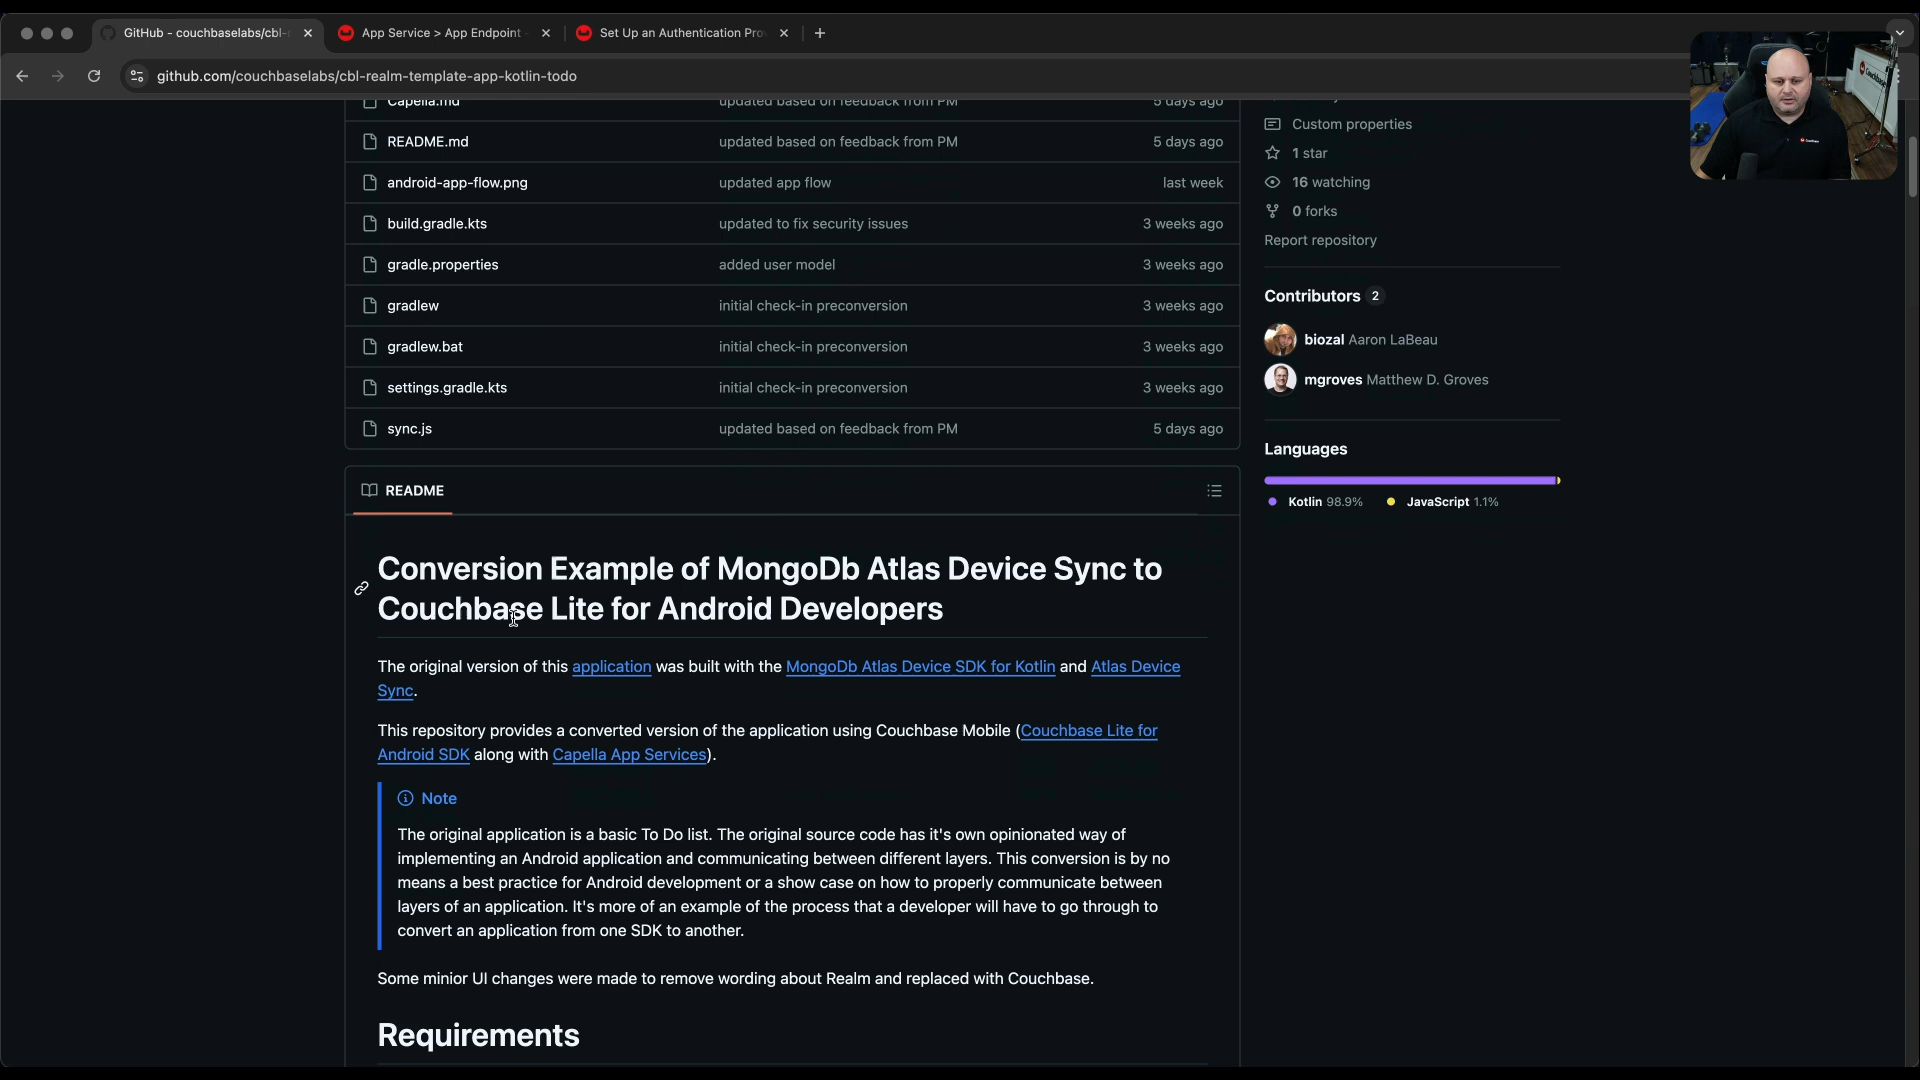 GitHub - couchbaselabs/cbl-
App Service > App Endpoint
Set Up an Authentication Pro
github.com/couchbaselabs/cbl-realm-template-app-kotlin-todo
Capella.md updated based on feedback from PM 5 days ago
README.md updated based on feedback from PM 5 days ago
android-app-flow.png updated app flow last week
build.gradle.kts updated to fix security issues 3 weeks ago
gradle.properties added user model 3 weeks ago
gradlew initial check-in preconversion 3 weeks ago
gradlew.bat initial check-in preconversion 3 weeks ago
settings.gradle.kts initial check-in preconversion 3 weeks ago
sync.js updated based on feedback from PM 5 days ago
README
Conversion Example of MongoDb Atlas Device Sync to
Couchbase Lite for Android Developers
The original version of this application was built with the MongoDb Atlas Device SDK for Kotlin and Atlas Device
Sync.
This repository provides a converted version of the application using Couchbase Mobile (Couchbase Lite for
Android SDK along with Capella App Services).
Note
The original application is a basic To Do list. The original source code has it's own opinionated way of
implementing an Android application and communicating between different layers. This conversion is by no
means a best practice for Android development or a show case on how to properly communicate between
layers of an application. It's more of an example of the process that a developer will have to go through to
convert an application from one SDK to another.
Some minior UI changes were made to remove wording about Realm and replaced with Couchbase.
Requirements
Custom properties
1 star
16 watching
0 forks
Report repository
Contributors 2
biozal Aaron LaBeau
mgroves Matthew D. Groves
Languages
Kotlin 98.9% JavaScript 1.1%